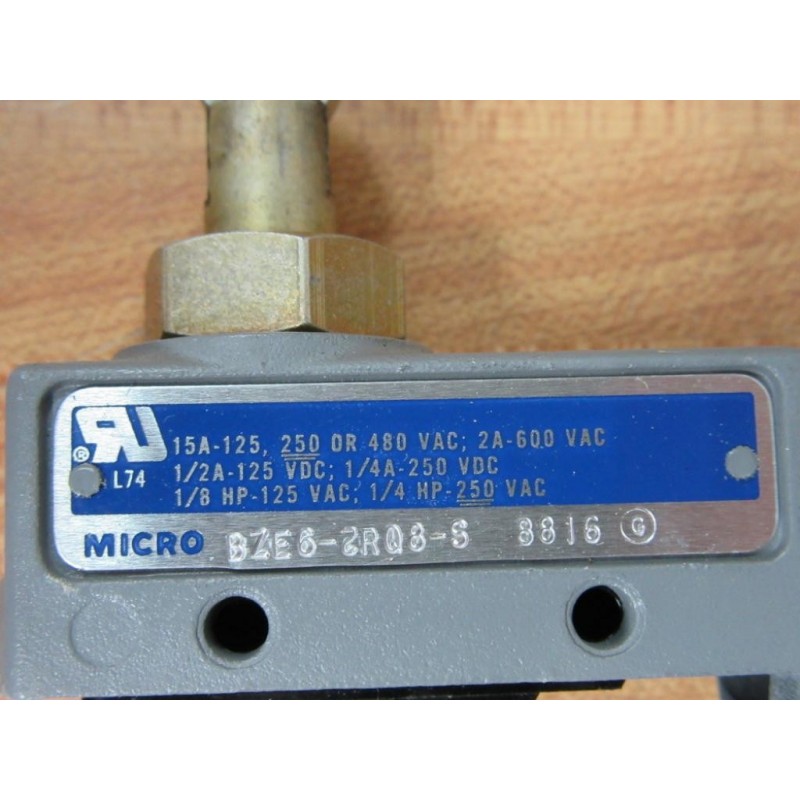 RU
® L74
15A-125, 250 OR 480 VAC; 2A-600 VAC
1/2A-125 VDC; 1/4A-250 VDC
1/8 HP-125 VAC; 1/4 HP-250 VAC
MICRO BZE6-2RQ8-S 8816 G